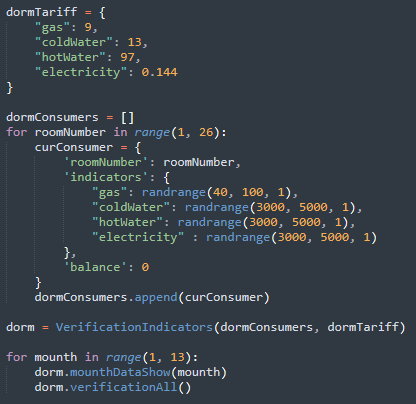 dormTariff = {
    "gas": 9,
    "coldWater": 13,
    "hotWater": 97,
    "electricity": 0.144
}

dormConsumers = []
for roomNumber in range(1, 26):
    curConsumer = {
        'roomNumber': roomNumber,
        'indicators': {
            "gas": randrange(40, 100, 1),
            "coldWater": randrange(3000, 5000, 1),
            "hotWater": randrange(3000, 5000, 1),
            "electricity" : randrange(3000, 5000, 1)
        },
        'balance': 0
    }
    dormConsumers.append(curConsumer)

dorm = VerificationIndicators(dormConsumers, dormTariff)

for mounth in range(1, 13):
    dorm.mounthDataShow(mounth)
    dorm.verificationAll()